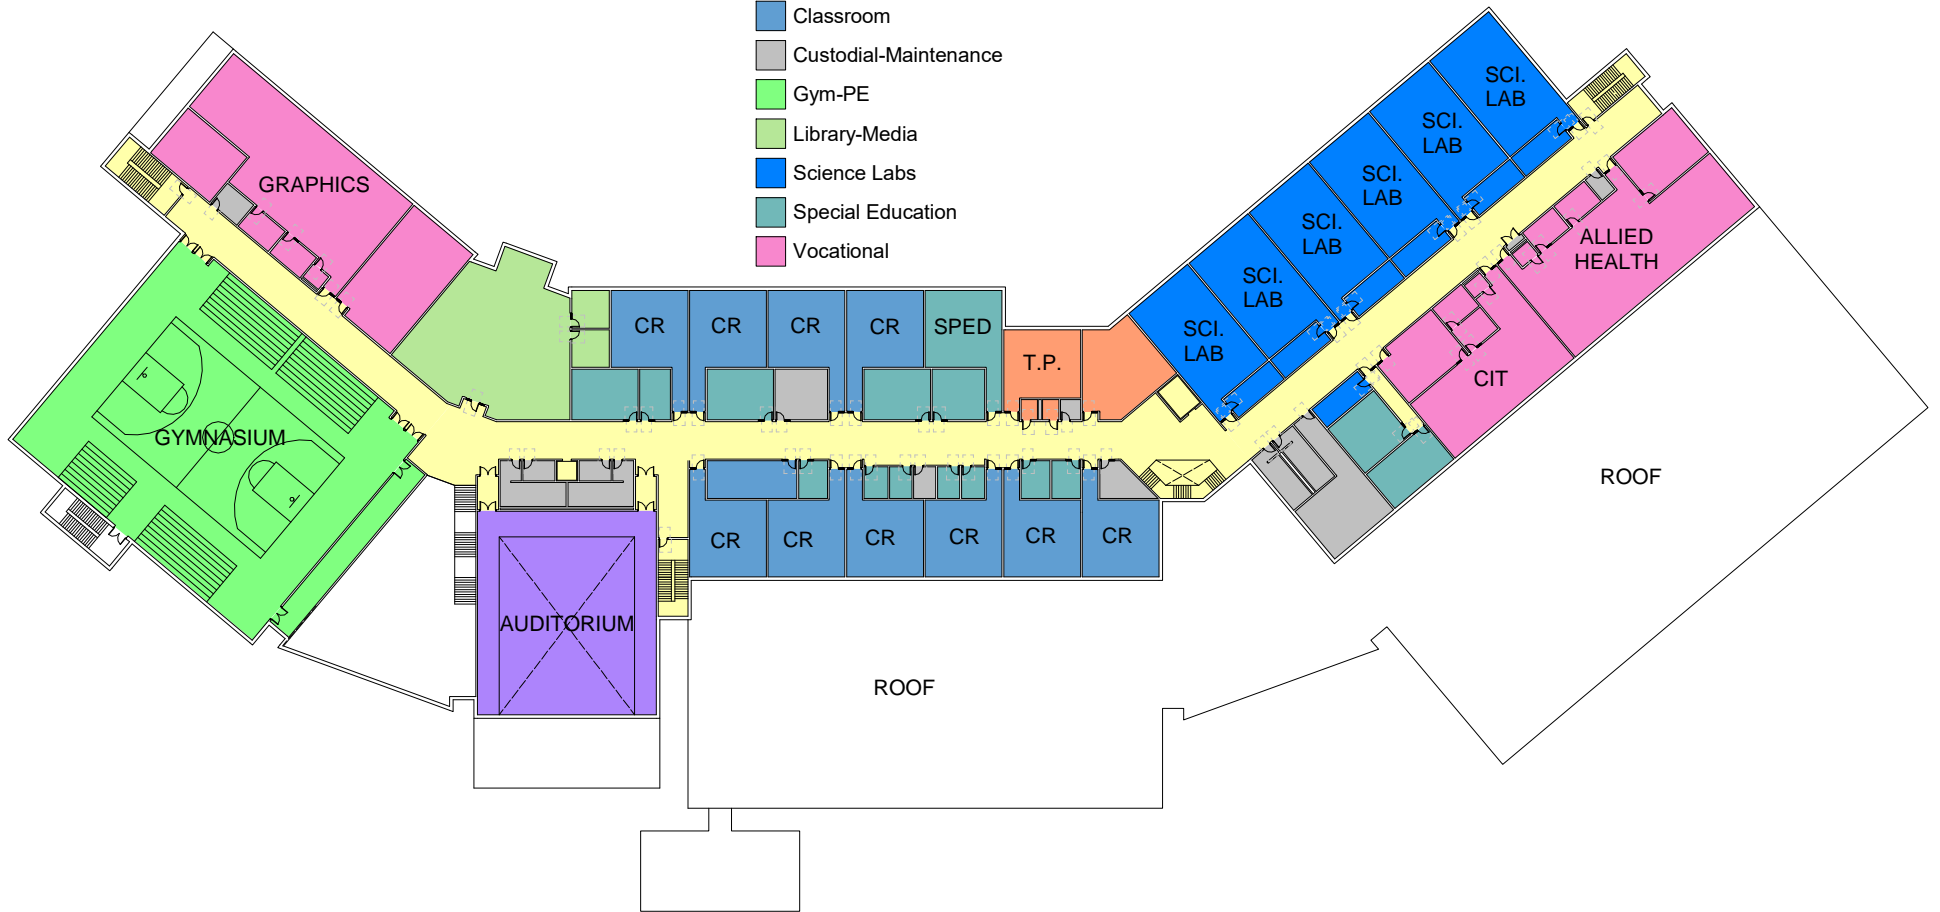 Classroom
Custodial-Maintenance
Gym-PE
Library-Media
Science Labs
Special Education
Vocational
GRAPHICS
GYMNASIUM
AUDITORIUM
CR
CR
CR
CR
SPED
T.P.
CR
CR
CR
CR
CR
CR
SCI.
LAB
SCI.
LAB
SCI.
LAB
SCI.
LAB
SCI.
LAB
SCI.
LAB
ALLIED
HEALTH
CIT
ROOF
ROOF